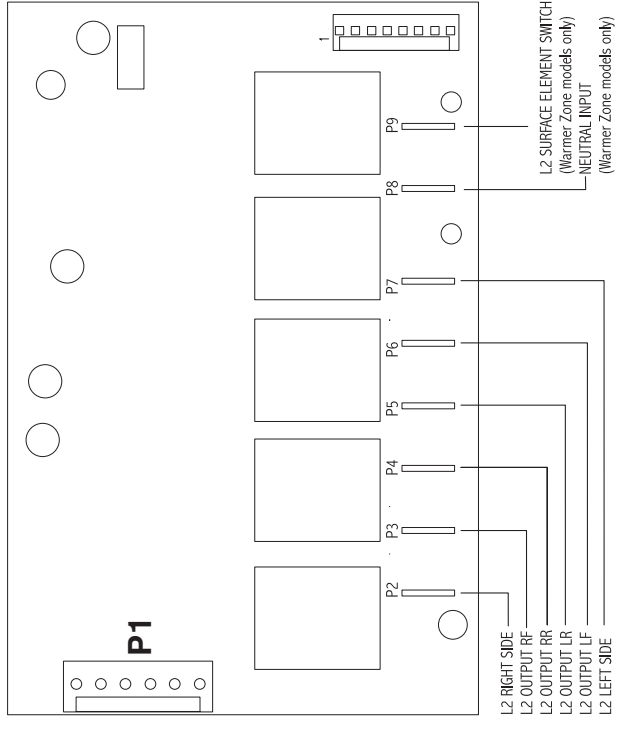 1
P1
P9
P8
P7
P6
P5
P4
P3
P2
L2 SURFACE ELEMENT SWITCH
(Warmer Zone models only)
NEUTRAL INPUT
(Warmer Zone models only)
L2 RIGHT SIDE
L2 OUTPUT RF
L2 OUTPUT RR
L2 OUTPUT LR
L2 OUTPUT LF
L2 LEFT SIDE